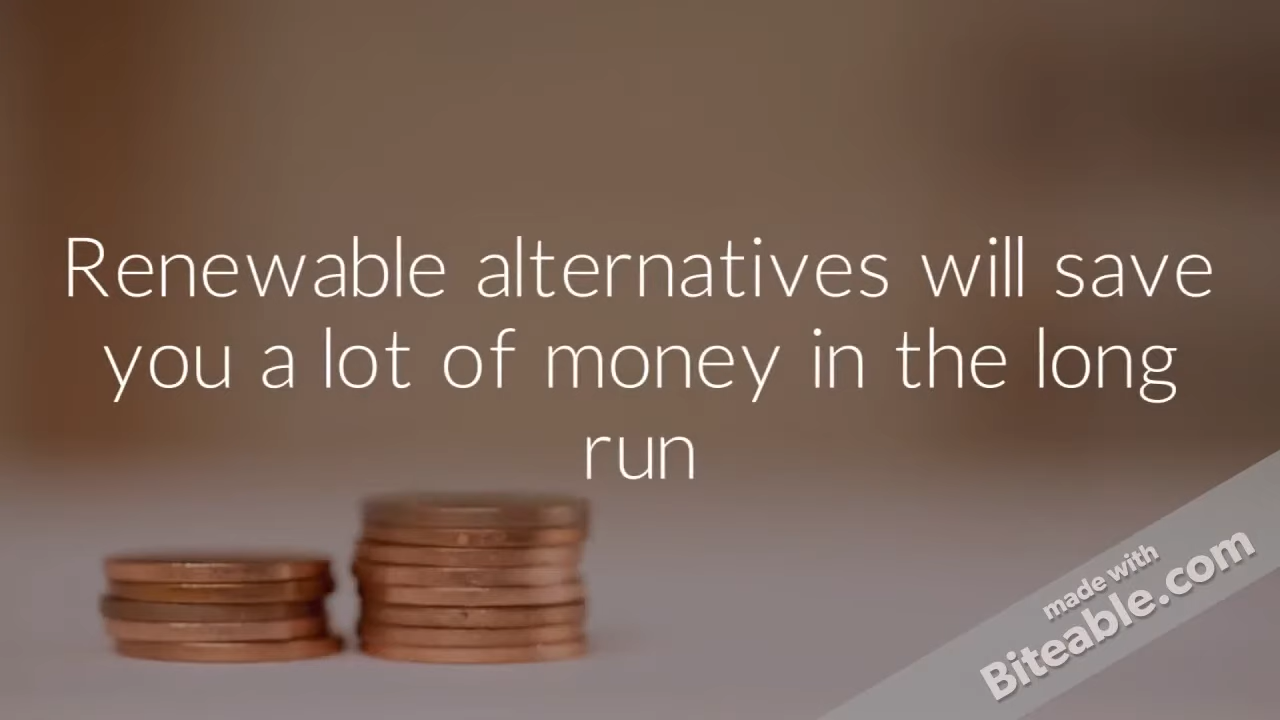 Renewable alternatives will save
you a lot of money in the long
run
made with
Biteable.com